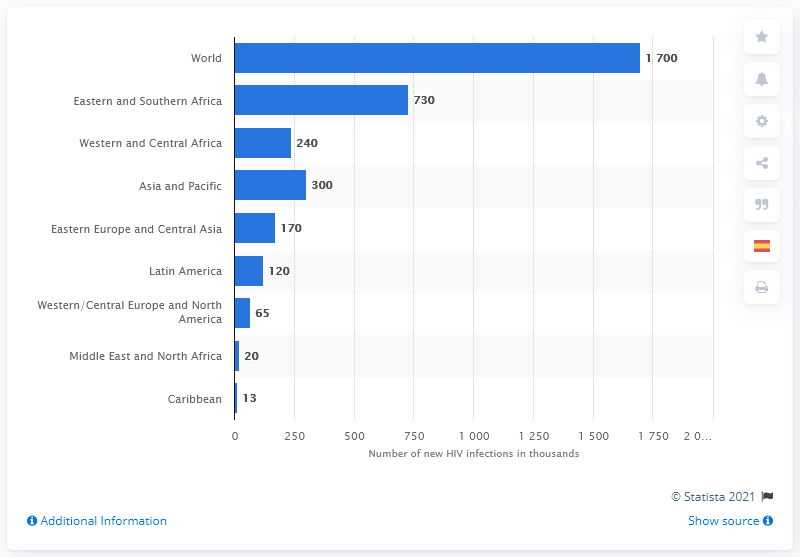 World
1 700
Eastern and Southern Africa
730
Western and Central Africa
240
Asia and Pacific
300
Eastern Europe and Central Asia
170
Latin America
120
Western/Central Europe and North
America
65
Middle East and North Africa
20
Caribbean
13
0 250 500 750 1 000 1 250 1 500 1 750 2 0...
Number of new HIV infections in thousands
© Statista 2021
Additional Information
Show source